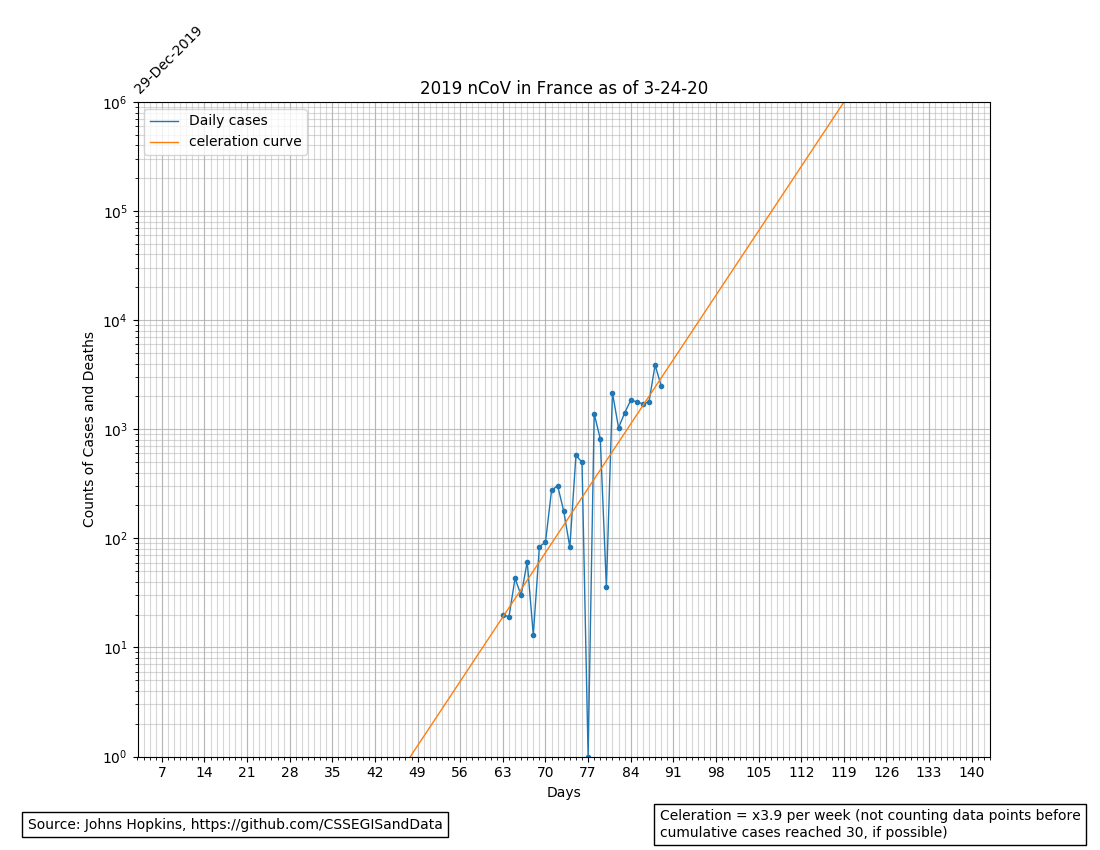 29-Dec-2019
2019 nCoV in France as of 3-24-20
Daily cases
celeration curve
Counts of Cases and Deaths
10^6
10^5
10^4
10^3
10^2
10^1
10^0
7 14 21 28 35 42 49 56 63 70 77 84 91 98 105 112 119 126 133 140
Days
Source: Johns Hopkins, https://github.com/CSSEGISandData
Celeration = x3.9 per week (not counting data points before
cumulative cases reached 30, if possible)